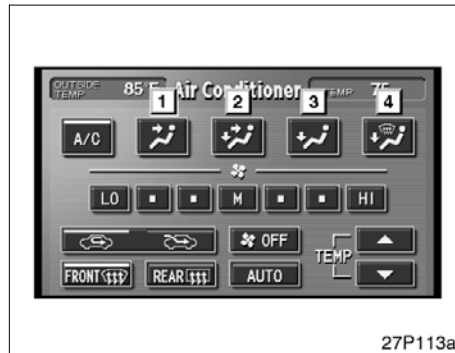 OUTSIDE TEMP 85°F Air Conditioner TEMP 75
1 2 3 4
A/C
LO M HI
OFF
TEMP
FRONT REAR AUTO
27P113a